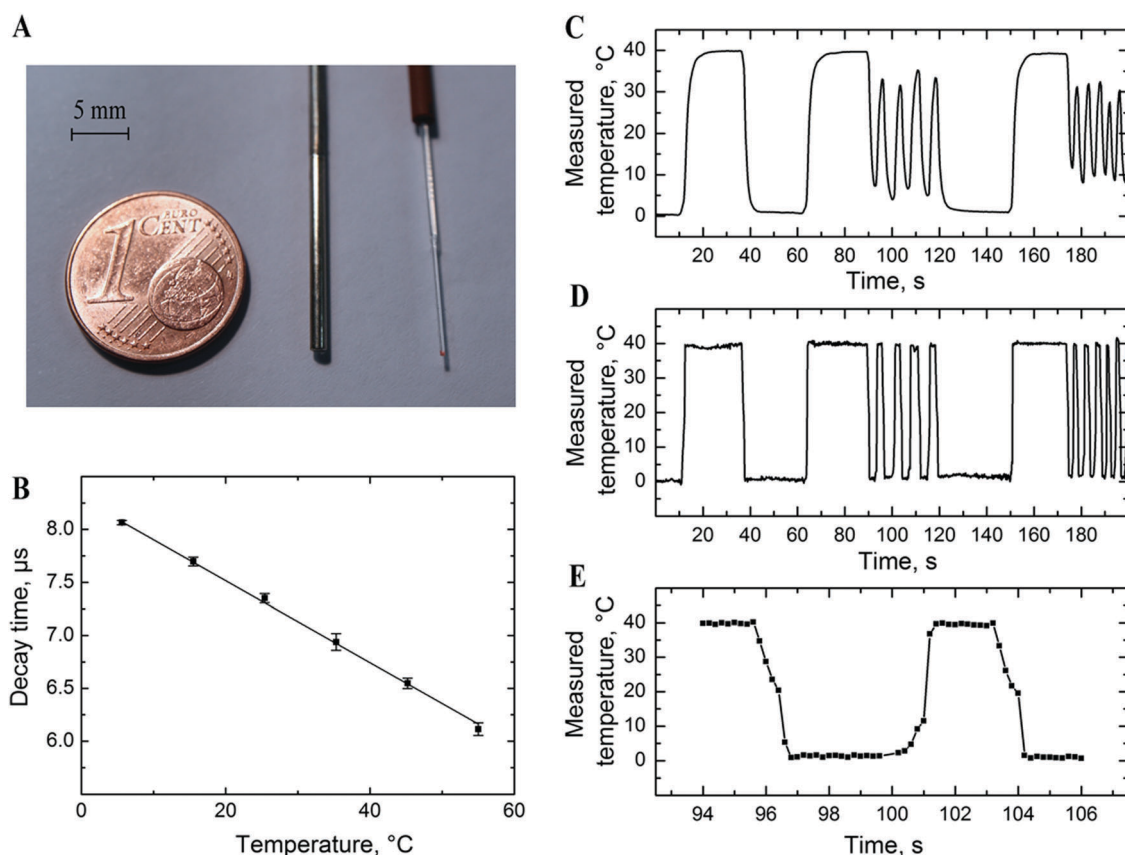 A
5 mm
1
EURO
CENT
B
8.0
7.5
7.0
6.5
6.0
Decay time, µs
0 20 40 60
Temperature, °C
C
40
30
20
10
0
Measured
temperature, °C
20 40 60 80 100 120 140 160 180
Time, s
D
40
30
20
10
0
Measured
temperature, °C
20 40 60 80 100 120 140 160 180
Time, s
E
40
30
20
10
0
Measured
temperature, °C
94 96 98 100 102 104 106
Time, s